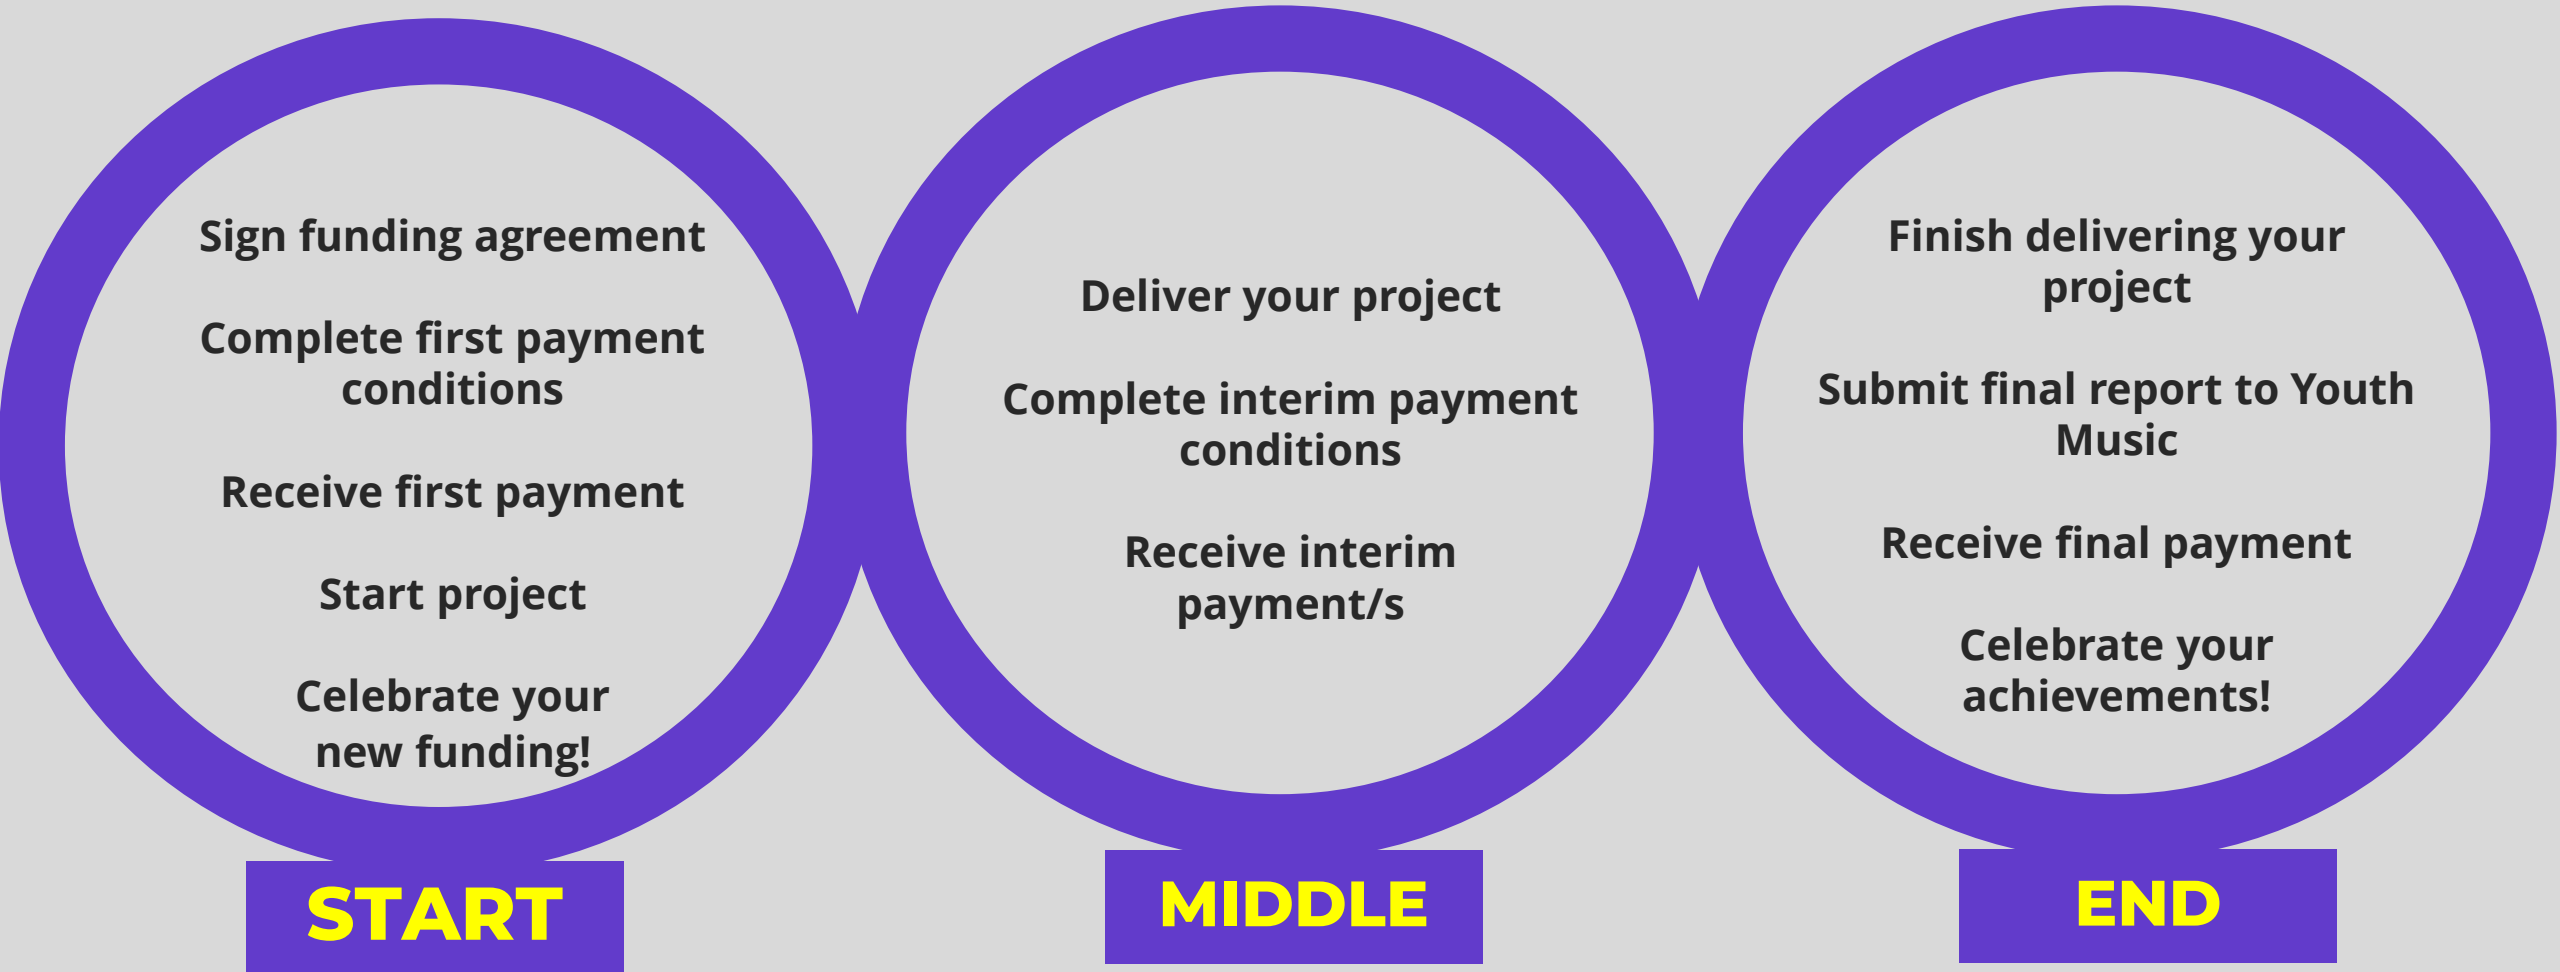 Sign funding agreement
Complete first payment
conditions
Receive first payment
Start project
Celebrate your
new funding!
START
Deliver your project
Complete interim payment
conditions
Receive interim
payment/s
MIDDLE
Finish delivering your
project
Submit final report to Youth
Music
Receive final payment
Celebrate your
achievements!
END